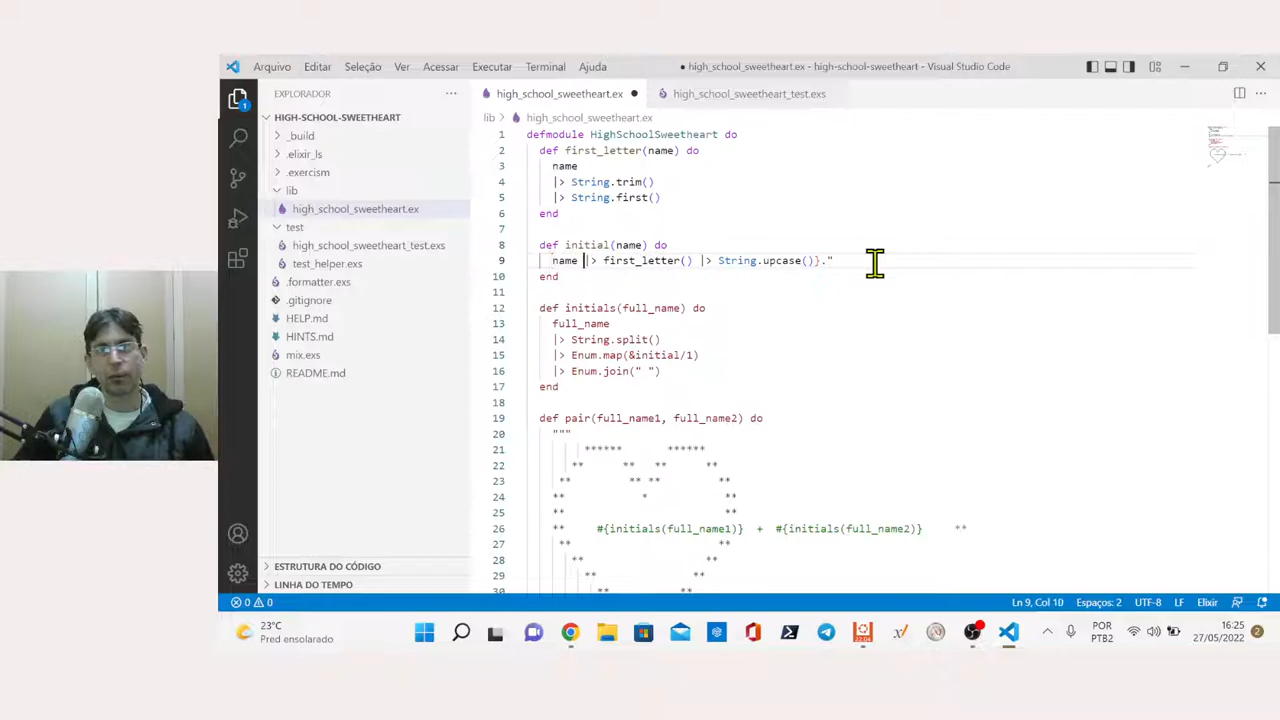 Arquivo Editar Seleção Ver Acessar Executar Terminal Ajuda
● high_school_sweetheart.ex - high-school-sweetheart - Visual Studio Code
EXPLORADOR ···
high_school_sweetheart.ex ●
high_school_sweetheart_test.exs
HIGH-SCHOOL-SWEETHEART
_build
.elixir_ls
.exercism
lib
high_school_sweetheart.ex
test
high_school_sweetheart_test.exs
test_helper.exs
.formatter.exs
.gitignore
HELP.md
HINTS.md
mix.exs
README.md
ESTRUTURA DO CÓDIGO
LINHA DO TEMPO
1
lib > high_school_sweetheart.ex
1 defmodule HighSchoolSweetheart do
2 def first_letter(name) do
3 name
4 |> String.trim()
5 |> String.first()
6 end
7
8 def initial(name) do
9 name |> first_letter() |> String.upcase()}."
10 end
11
12 def initials(full_name) do
13 full_name
14 |> String.split()
15 |> Enum.map(&initial/1)
16 |> Enum.join(" ")
17 end
18
19 def pair(full_name1, full_name2) do
20 """
21 ****** ******
22 ** ** ** **
23 ** ** ** **
24 ** * **
25 ** **
26 ** #{initials(full_name1)} + #{initials(full_name2)} **
27 ** **
28 ** **
29 ** **
30 ** **
0 0 Ln 9, Col 10 Espaços: 2 UTF-8 LF Elixir
23°C
Pred ensolarado
22:04
POR
PTB2
16:25
27/05/2022
2